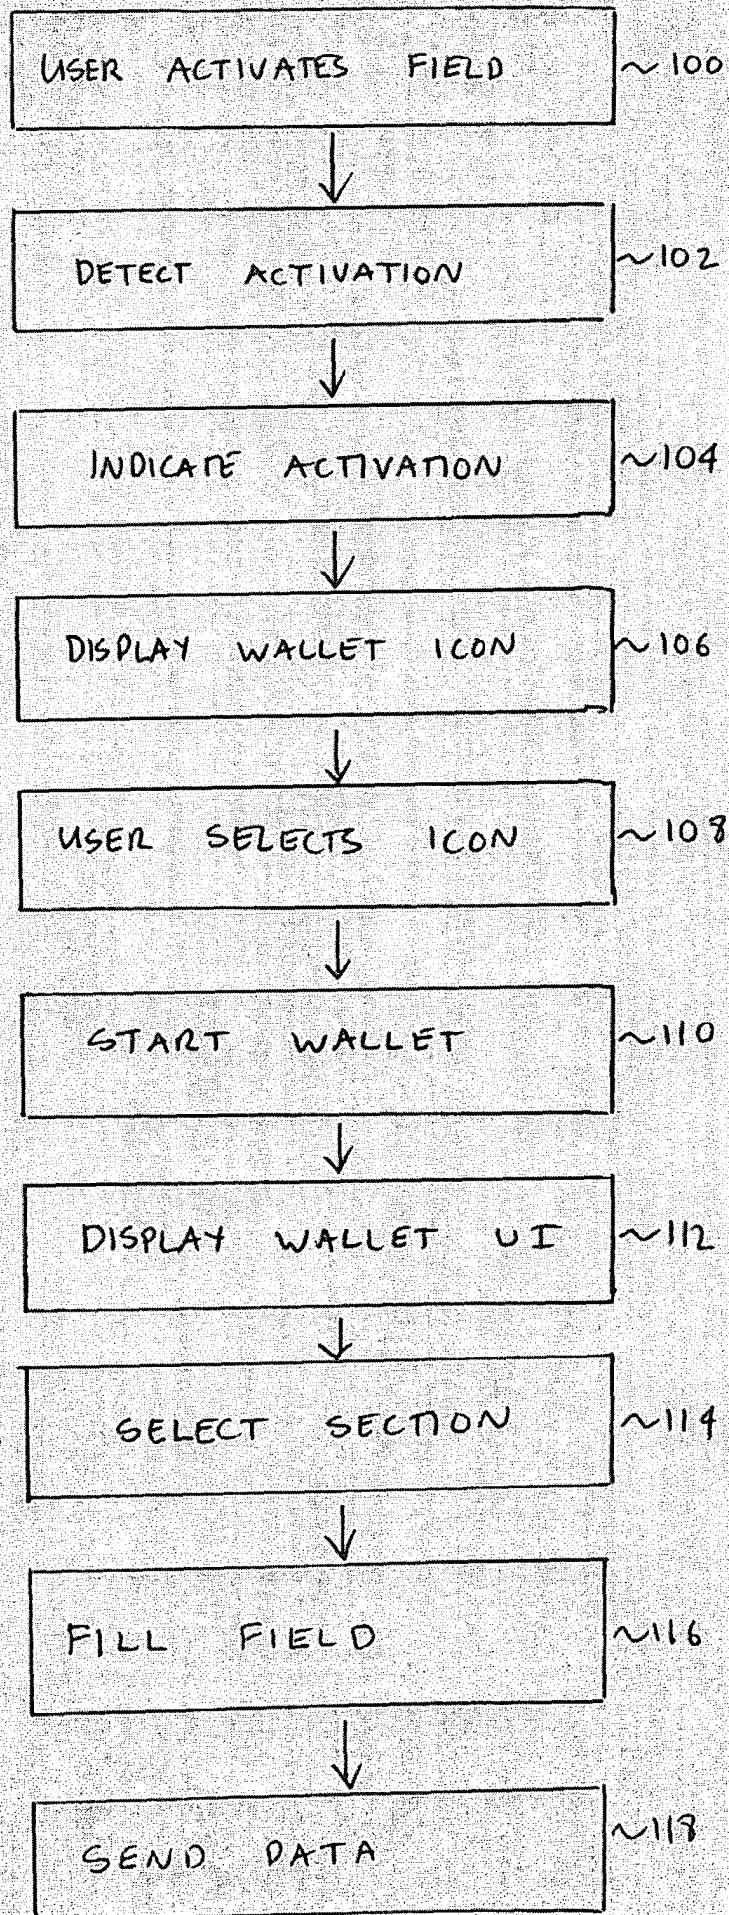 USER ACTIVATES FIELD ~100
DETECT ACTIVATION ~102
INDICATE ACTIVATION ~104
DISPLAY WALLET ICON ~106
USER SELECTS ICON ~108
START WALLET ~110
DISPLAY WALLET UI ~112
SELECT SECTION ~114
FILL FIELD ~116
SEND DATA ~118